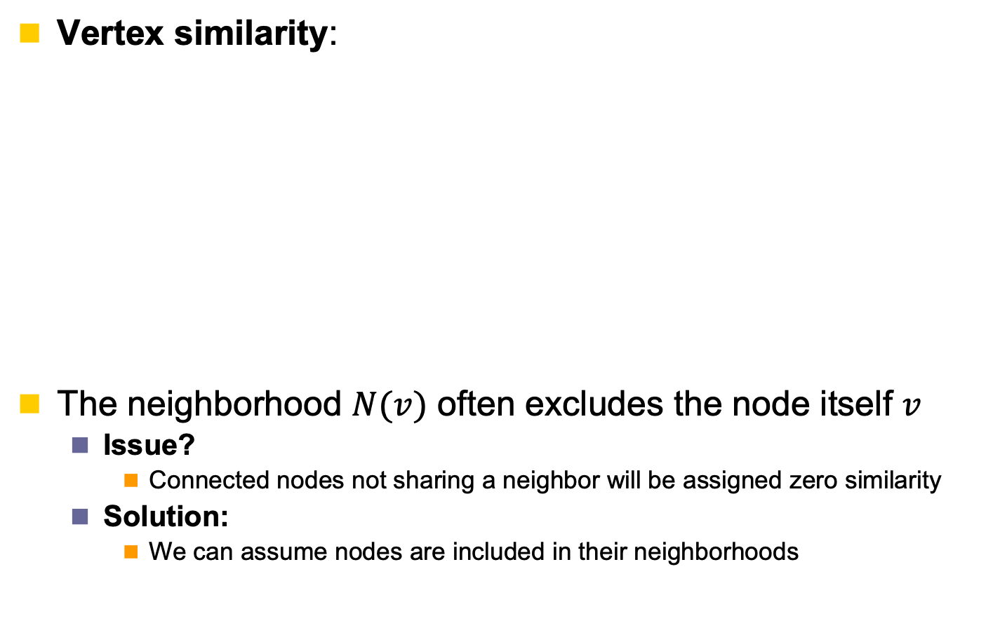 Vertex similarity:
The neighborhood N(v) often excludes the node itself v
Issue?
Connected nodes not sharing a neighbor will be assigned zero similarity
Solution:
We can assume nodes are included in their neighborhoods